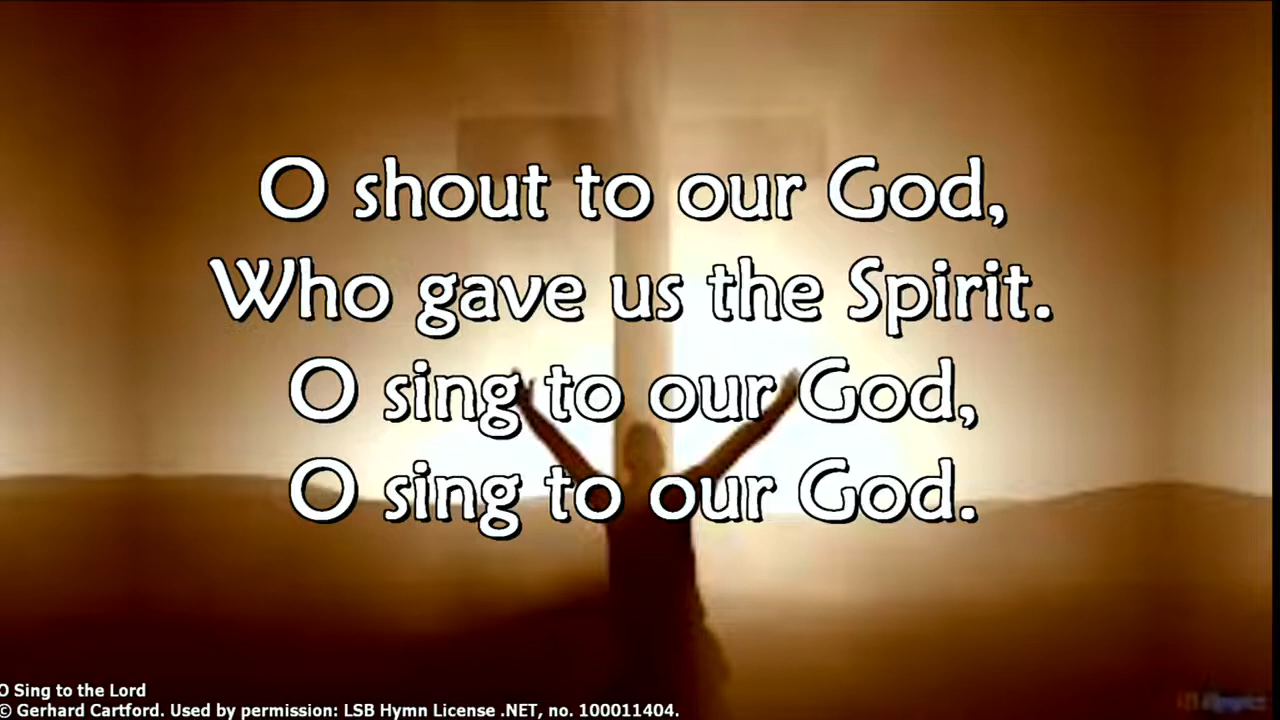 O shout to our God,
Who gave us the Spirit.
O sing to our God,
O sing to our God.
O Sing to the Lord
© Gerhard Cartford. Used by permission: LSB Hymn License .NET, no. 100011404.